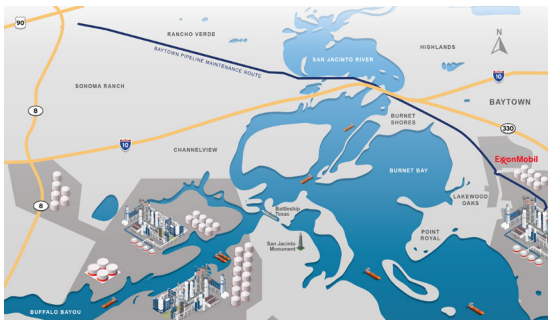 90
RANCHO VERDE
N
HIGHLANDS
SAN JACINTO RIVER
BAYTOWN PIPELINE MAINTENANCE ROUTE
10
SONOMA RANCH
BAYTOWN
8
BURNET
SHORES
330
10
CHANNELVIEW
ExxonMobil
BURNET BAY
LAKEWOOD
OAKS
8
Battleship
Texas
POINT
ROYAL
San Jacinto
Monument
BUFFALO BAYOU